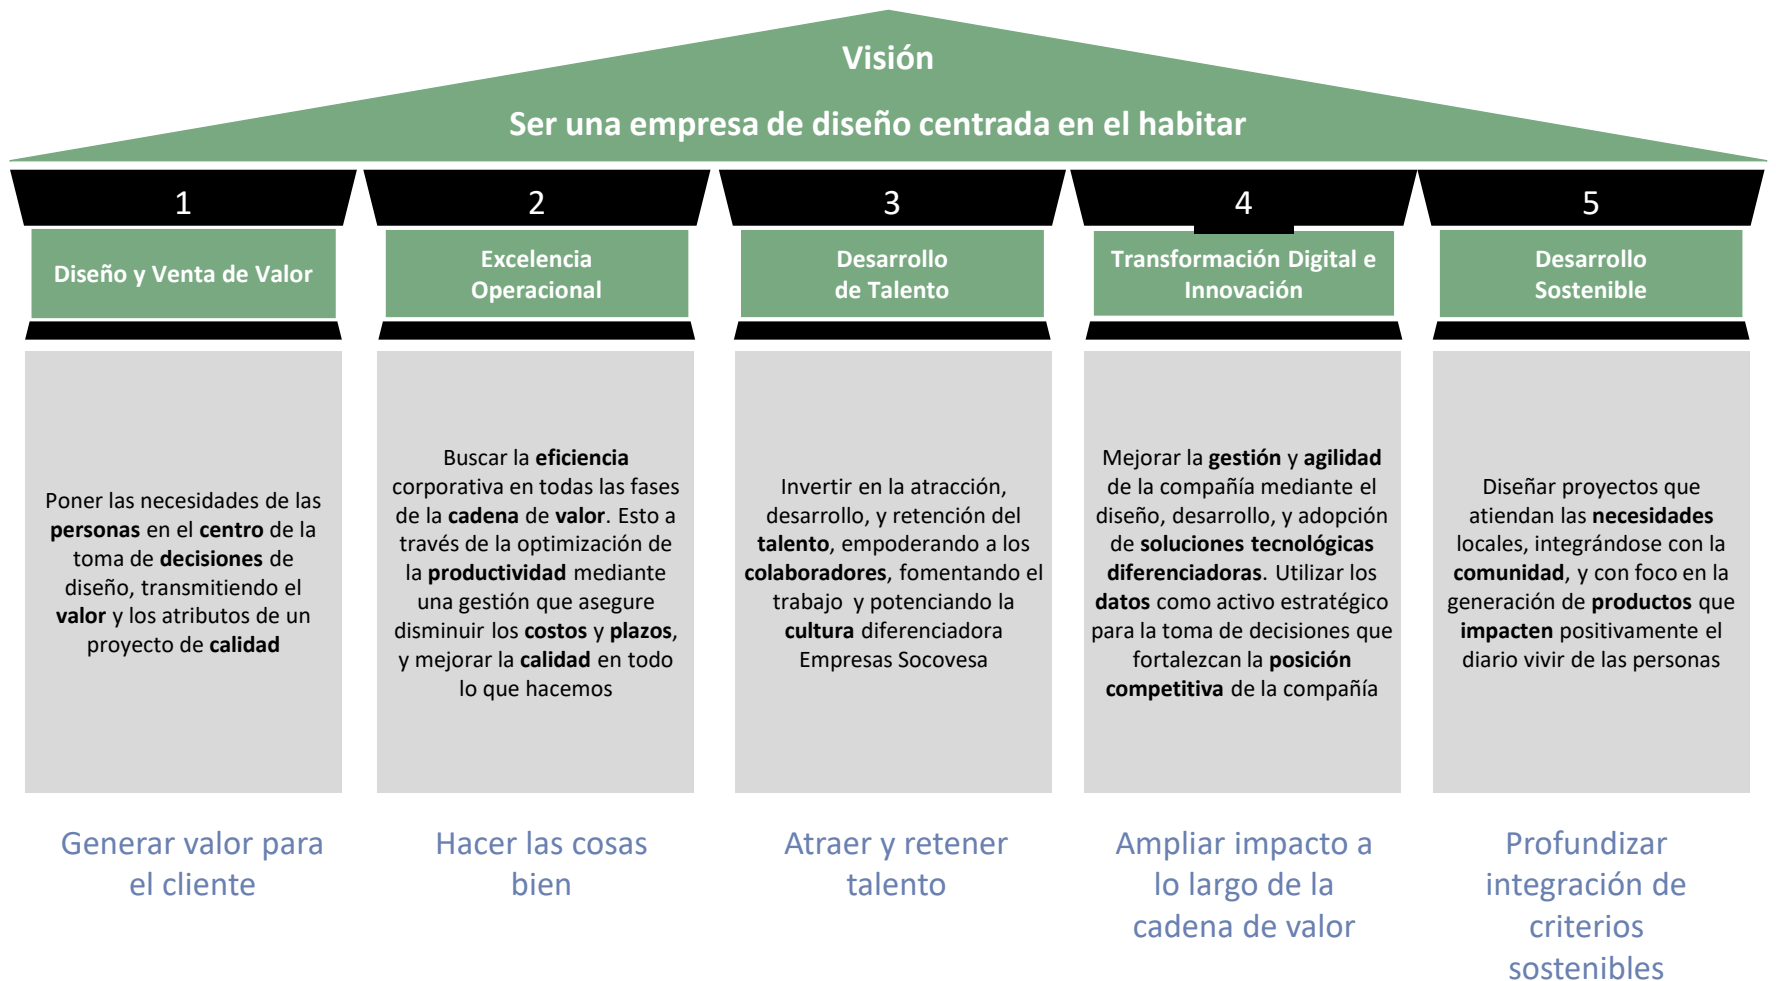 Visión
Ser una empresa de diseño centrada en el habitar
1
Diseño y Venta de Valor
Poner las necesidades de las
personas en el centro de la
toma de decisiones de
diseño, transmitiendo el
valor y los atributos de un
proyecto de calidad
Generar valor para
el cliente
2
Excelencia
Operacional
Buscar la eficiencia
corporativa en todas las fases
de la cadena de valor. Esto a
través de la optimización de
la productividad mediante
una gestión que asegure
disminuir los costos y plazos,
y mejorar la calidad en todo
lo que hacemos
Hacer las cosas
bien
3
Desarrollo
de Talento
Invertir en la atracción,
desarrollo, y retención del
talento, empoderando a los
colaboradores, fomentando el
trabajo y potenciando la
cultura diferenciadora
Empresas Socovesa
Atraer y retener
talento
4
Transformación Digital e
Innovación
Mejorar la gestión y agilidad
de la compañía mediante el
diseño, desarrollo, y adopción
de soluciones tecnológicas
diferenciadoras. Utilizar los
datos como activo estratégico
para la toma de decisiones que
fortalezcan la posición
competitiva de la compañía
Ampliar impacto a
lo largo de la
cadena de valor
5
Desarrollo
Sostenible
Diseñar proyectos que
atiendan las necesidades
locales, integrándose con la
comunidad, y con foco en la
generación de productos que
impacten positivamente el
diario vivir de las personas
Profundizar
integración de
criterios
sostenibles